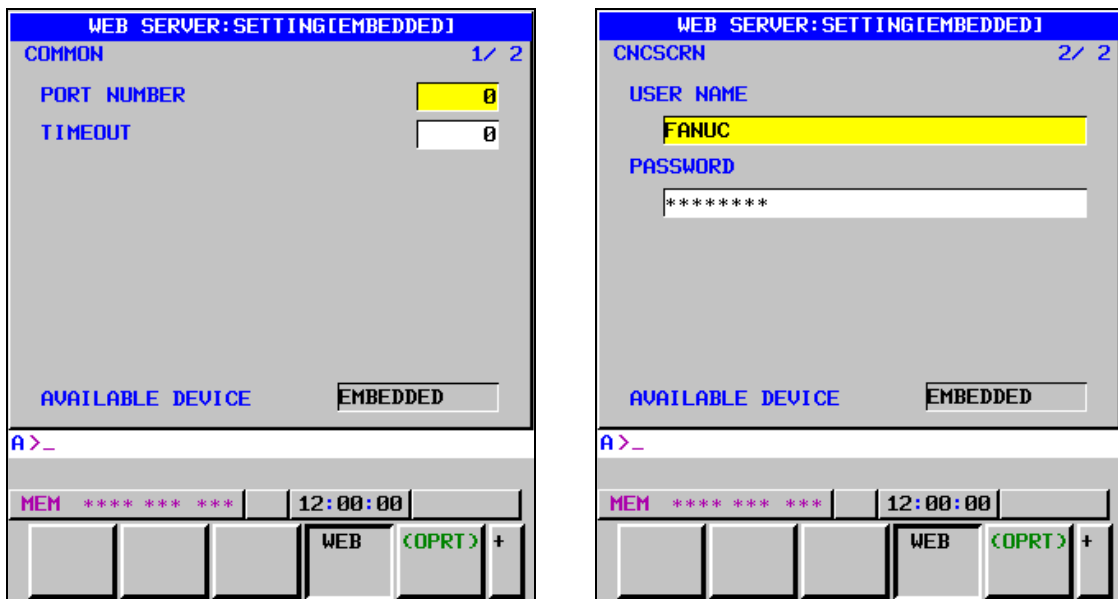 WEB SERVER:SETTING[EMBEDDED]
COMMON 1/ 2
PORT NUMBER 0
TIMEOUT 0
AVAILABLE DEVICE EMBEDDED
A>_
MEM **** *** *** 12:00:00
WEB (OPRT) +
WEB SERVER:SETTING[EMBEDDED]
CNCSCRN 2/ 2
USER NAME
FANUC
PASSWORD
********
AVAILABLE DEVICE EMBEDDED
A>_
MEM **** *** *** 12:00:00
WEB (OPRT) +